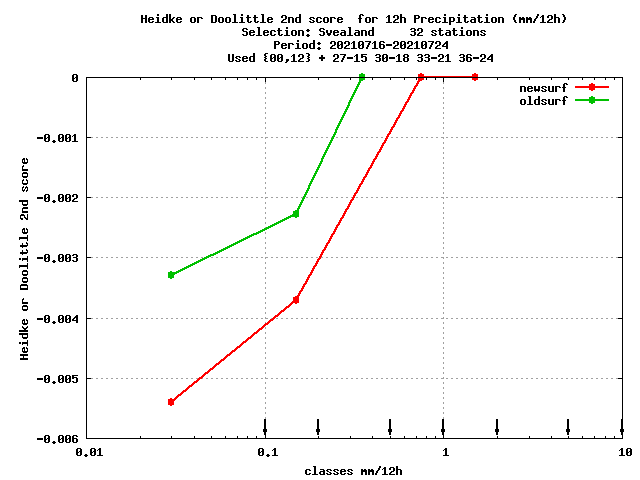 Heidke or Doolittle 2nd score  for 12h Precipitation (mm/12h)
Selection: Svealand     32 stations
Period: 20210716-20210724
Used {00,12} + 27-15 30-18 33-21 36-24
newsurf
oldsurf
0
-0.001
-0.002
-0.003
-0.004
-0.005
-0.006
Heidke or Doolittle 2nd score
0.01
0.1
1
10
classes mm/12h